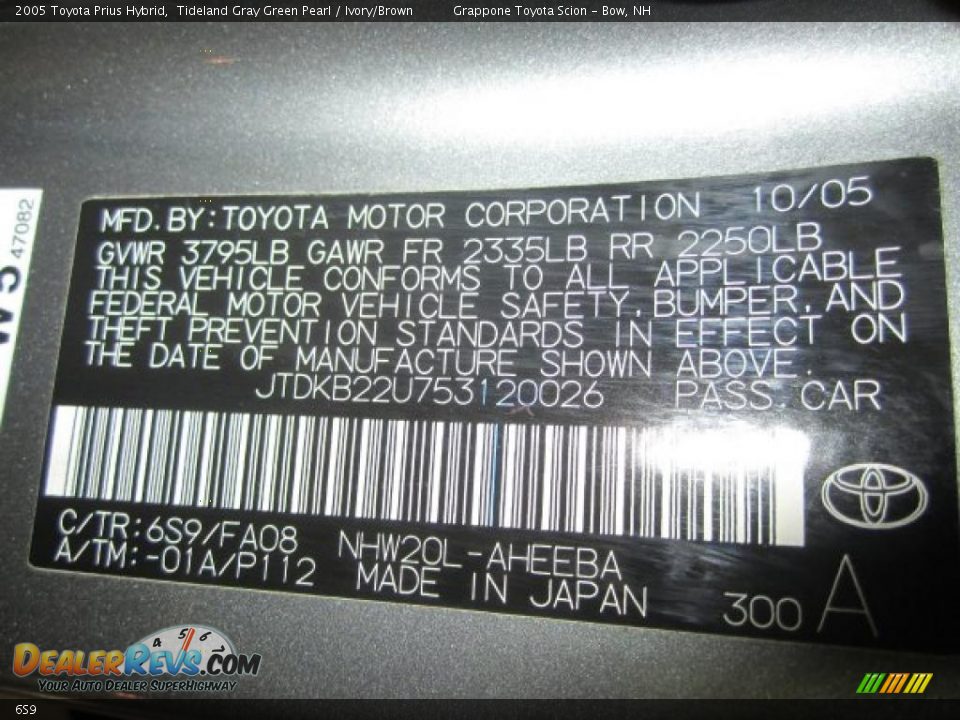 2005 Toyota Prius Hybrid, Tideland Gray Green Pearl / Ivory/Brown Grappone Toyota Scion - Bow, NH
47082
MFD.BY:TOYOTA MOTOR CORPORATION 10/05
GVWR 3795LB GAWR FR 2335LB RR 2250LB
THIS VEHICLE CONFORMS TO ALL APPLICABLE
FEDERAL MOTOR VEHICLE SAFETY,BUMPER,AND
THEFT PREVENTION STANDARDS IN EFFECT ON
THE DATE OF MANUFACTURE SHOWN ABOVE.
JTDKB22U753120026 PASS.CAR
C/TR:6S9/FA08 NHW20L-AHEEBA
A/TM:-01A/P112 MADE IN JAPAN
300 A
4 5 6
DEALERREVS.COM
YOUR AUTO DEALER SUPERHIGHWAY
6S9